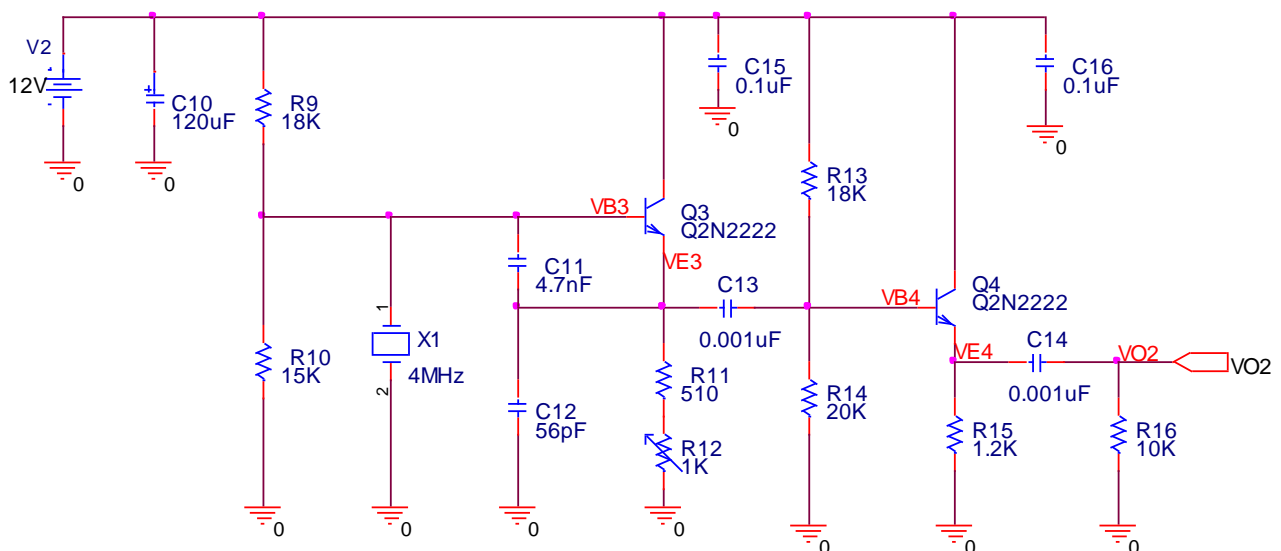 V2
12V
C10
120uF
0
0
R9
18K
C15
0.1uF
0
C16
0.1uF
0
R13
18K
VB3
Q3
Q2N2222
VE3
C11
4.7nF
C13
0.001uF
VB4
Q4
Q2N2222
VE4
C14
0.001uF
VO2
VO2
1
X1
4MHz
2
R10
15K
C12
56pF
R11
510
R12
1K
R14
20K
R15
1.2K
R16
10K
0
0
0
0
0
0
0